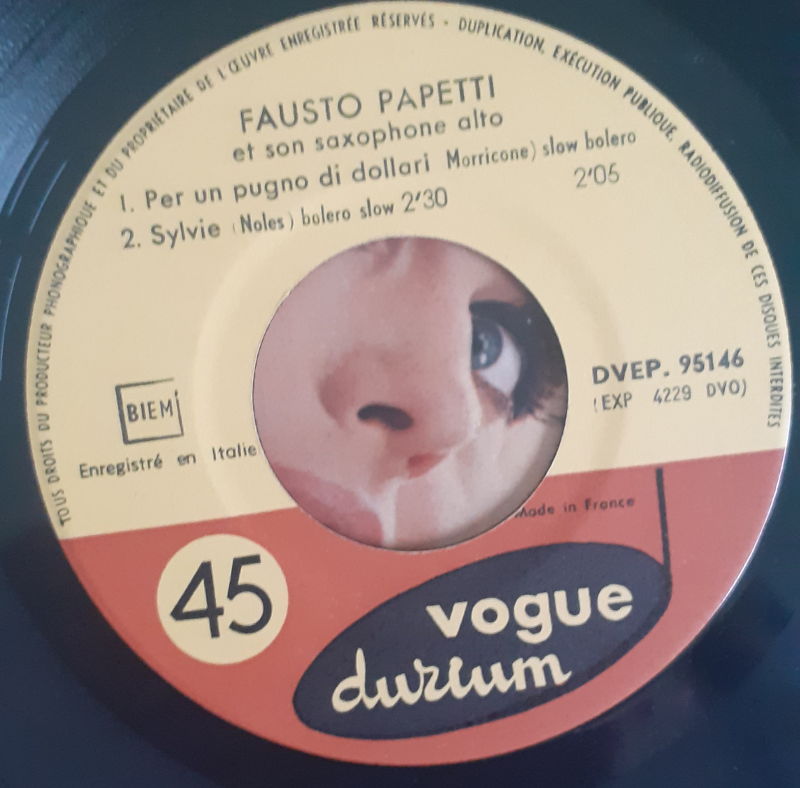 TOUS DROITS DU PRODUCTEUR PHONOGRAPHIQUE ET DU PROPRIÉTAIRE DE L'ŒUVRE ENREGISTRÉE RÉSERVÉS - DUPLICATION, EXÉCUTION PUBLIQUE, RADIODIFFUSION DE CES DISQUES INTERDITES
FAUSTO PAPETTI
et son saxophone alto
1. Per un pugno di dollari Morricone) slow bolero
2'05
2. Sylvie (Noles) bolero slow 2'30
DVEP. 95146
(EXP 4229 DVO)
BIEM
Enregistré en Italie
Made in France
45
vogue
durium